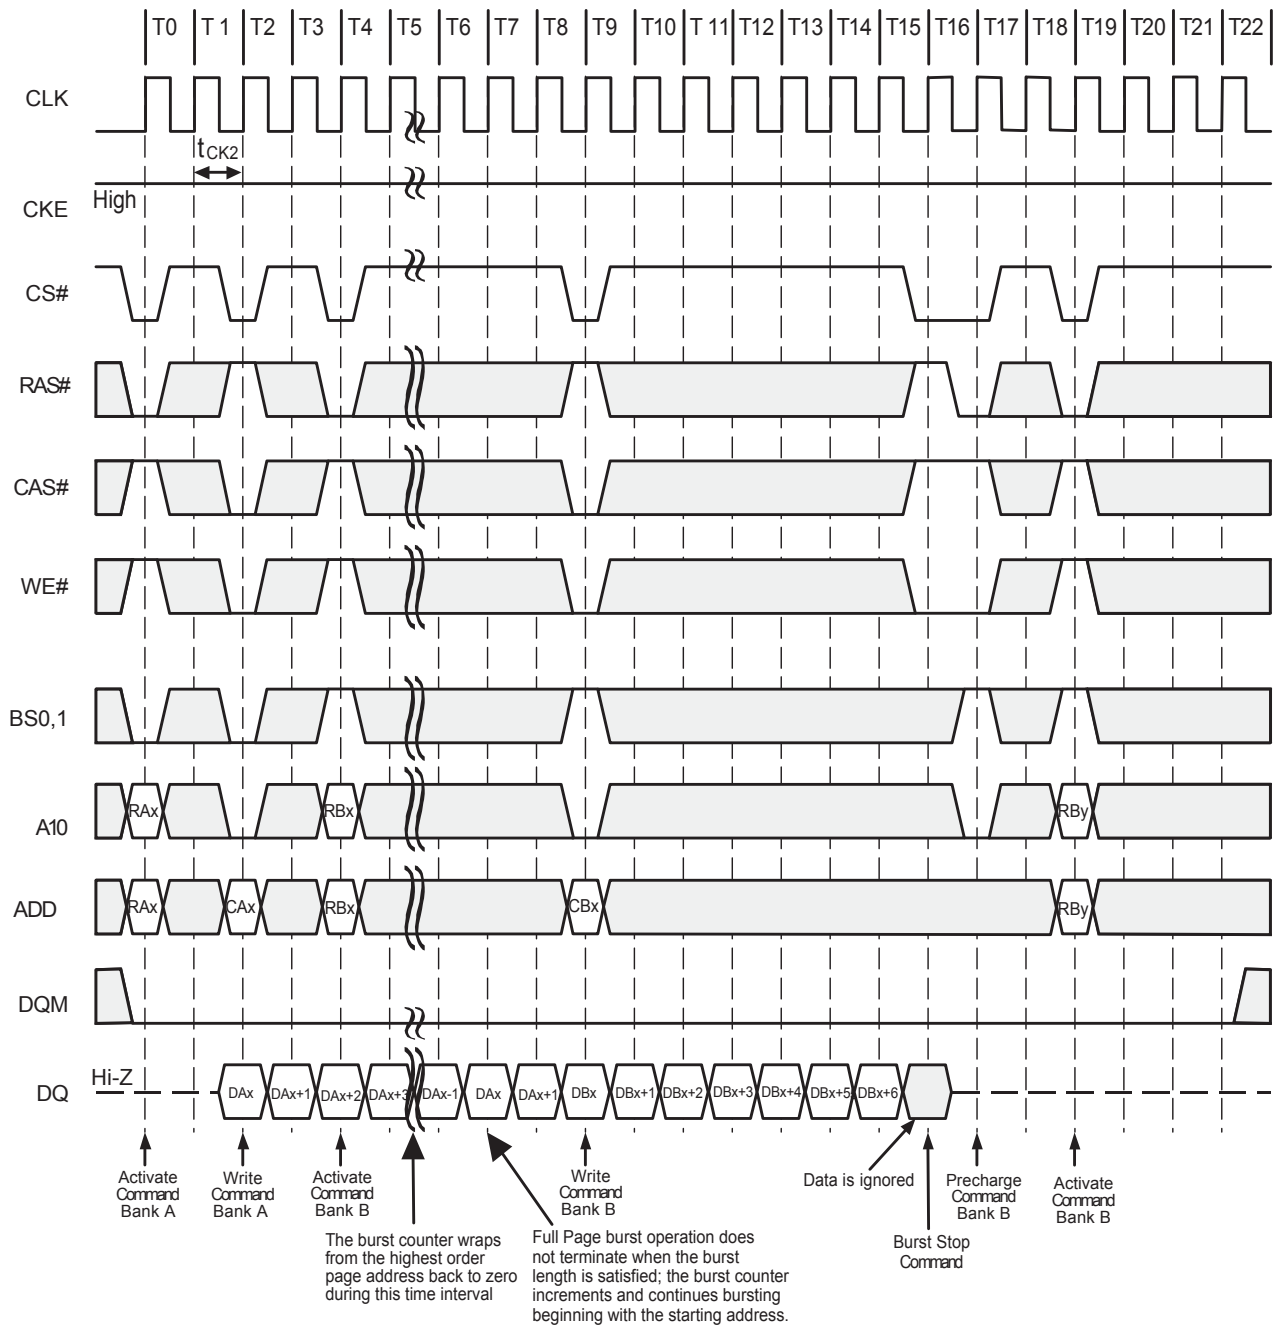 T0 T 1 T2 T3 T4 T5 T6 T7 T8 T9 T10 T 11 T12 T13 T14 T15 T16 T17 T18 T19 T20 T21 T22
CLK
tCK2
High
CKE
CS#
RAS#
CAS#
WE#
BS0,1
A10 RAx RBx RBy
ADD RAx CAx RBx CBx RBy
DQM
Hi-Z
DQ DAx DAx+1 DAx+2 DAx+3 DAx-1 DAx DAx+1 DBx DBx+1 DBx+2 DBx+3 DBx+4 DBx+5 DBx+6
Activate
Command
Bank A
Write
Command
Bank A
Activate
Command
Bank B
The burst counter wraps
from the highest order
page address back to zero
during this time interval
Full Page burst operation does
not terminate when the burst
length is satisfied; the burst counter
increments and continues bursting
beginning with the starting address.
Write
Command
Bank B
Data is ignored
Burst Stop
Command
Precharge
Command
Bank B
Activate
Command
Bank B